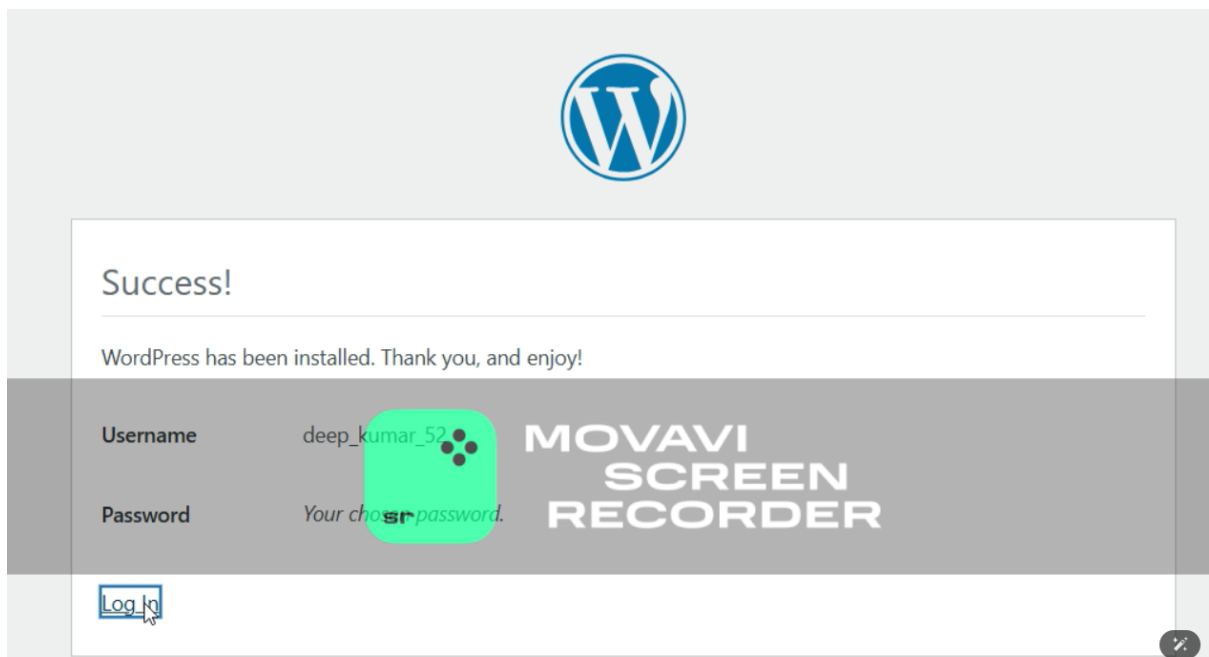 Success!
WordPress has been installed. Thank you, and enjoy!
Username deep_kumar_52
Password Your chosen password.
sr
MOVAVI
SCREEN
RECORDER
Log In